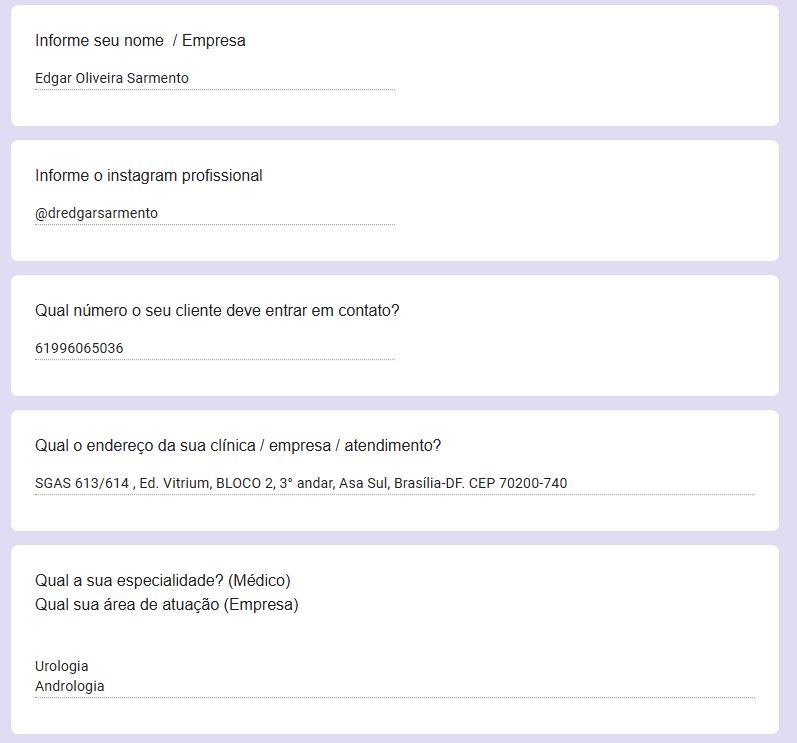 Informe seu nome / Empresa
Edgar Oliveira Sarmento
Informe o instagram profissional
@dredgarsarmento
Qual número o seu cliente deve entrar em contato?
61996065036
Qual o endereço da sua clínica / empresa / atendimento?
SGAS 613/614 , Ed. Vitrium, BLOCO 2, 3° andar, Asa Sul, Brasília-DF. CEP 70200-740
Qual a sua especialidade? (Médico)
Qual sua área de atuação (Empresa)
Urologia
Andrologia